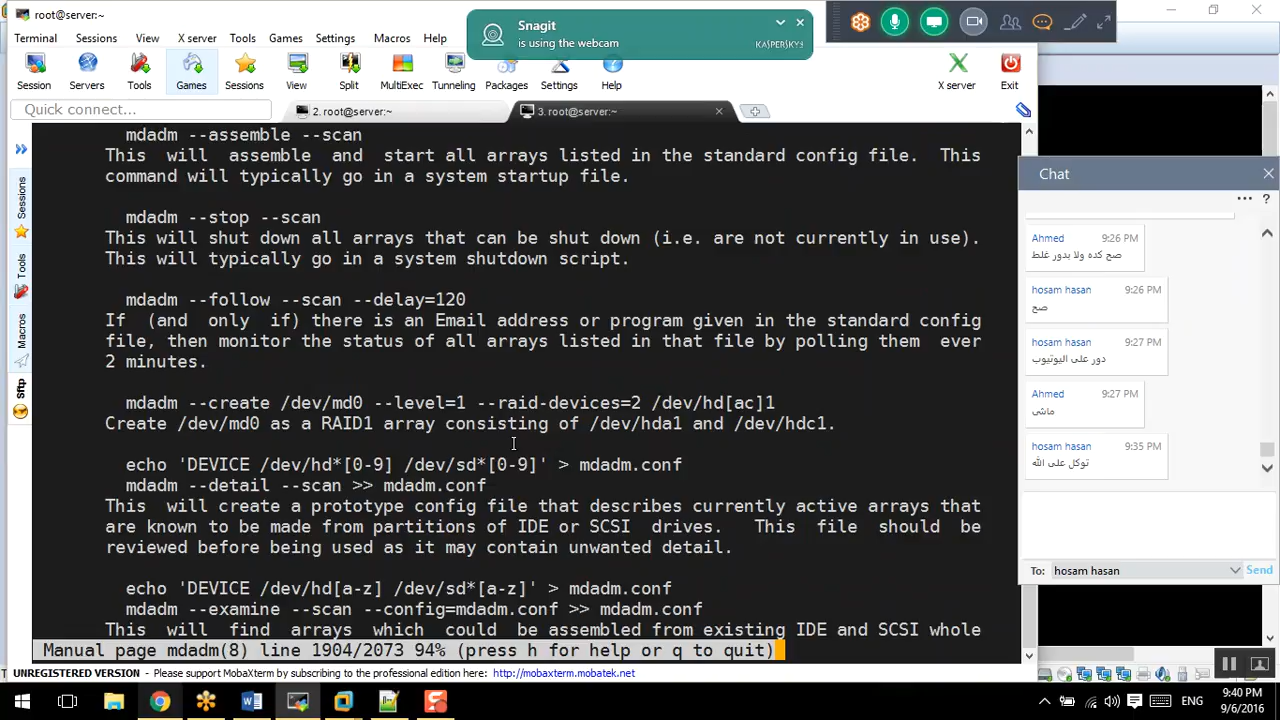 root@server:~
Terminal Sessions View X server Tools Games Settings Macros Help
Session Servers Tools Games Sessions View Split MultiExec Tunneling Packages Settings Help X server Exit
Snagit
is using the webcam
KASPERSKY
Quick connect...
2. root@server:~
3. root@server:~
Sessions
Tools
Macros
Sftp
mdadm --assemble --scan
This will assemble and start all arrays listed in the standard config file. This
command will typically go in a system startup file.
mdadm --stop --scan
This will shut down all arrays that can be shut down (i.e. are not currently in use).
This will typically go in a system shutdown script.
mdadm --follow --scan --delay=120
If (and only if) there is an Email address or program given in the standard config
file, then monitor the status of all arrays listed in that file by polling them ever
2 minutes.
mdadm --create /dev/md0 --level=1 --raid-devices=2 /dev/hd[ac]1
Create /dev/md0 as a RAID1 array consisting of /dev/hda1 and /dev/hdc1.
echo 'DEVICE /dev/hd*[0-9] /dev/sd*[0-9]' > mdadm.conf
mdadm --detail --scan >> mdadm.conf
This will create a prototype config file that describes currently active arrays that
are known to be made from partitions of IDE or SCSI drives. This file should be
reviewed before being used as it may contain unwanted detail.
echo 'DEVICE /dev/hd[a-z] /dev/sd*[a-z]' > mdadm.conf
mdadm --examine --scan --config=mdadm.conf >> mdadm.conf
This will find arrays which could be assembled from existing IDE and SCSI whole
Manual page mdadm(8) line 1904/2073 94% (press h for help or q to quit)
UNREGISTERED VERSION - Please support MobaXterm by subscribing to the professional edition here: http://mobaxterm.mobatek.net
Chat
Ahmed 9:26 PM
صح كده ولا بدور غلط
hosam hasan 9:26 PM
صح
hosam hasan 9:27 PM
دور على اليوتيوب
Ahmed 9:27 PM
ماشى
hosam hasan 9:35 PM
توكل على الله
To: hosam hasan Send
ENG
9:40 PM
9/6/2016